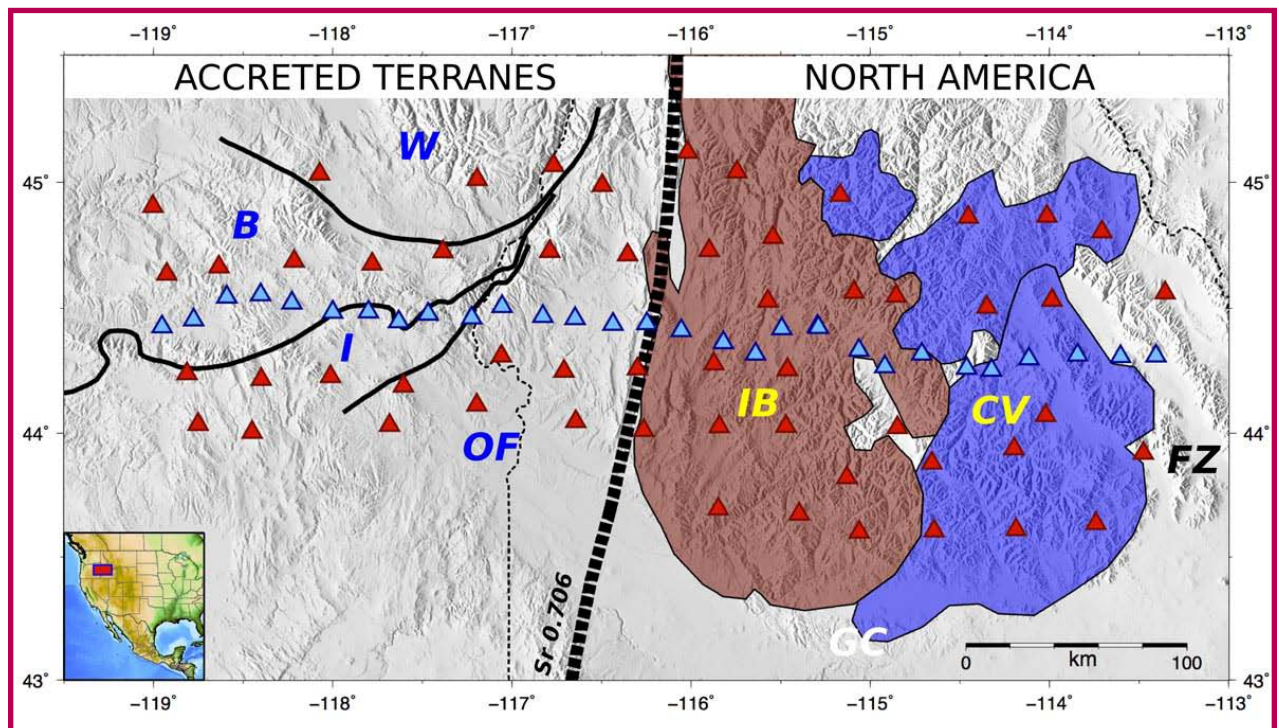 −119° −118° −117° −116° −115° −114° −113°
ACCRETED TERRANES NORTH AMERICA
W
45° 45°
B
I
IB CV
44° 44°
OF FZ
Sr 0.706
GC
0 km 100
43° 43°
−119° −118° −117° −116° −115° −114° −113°